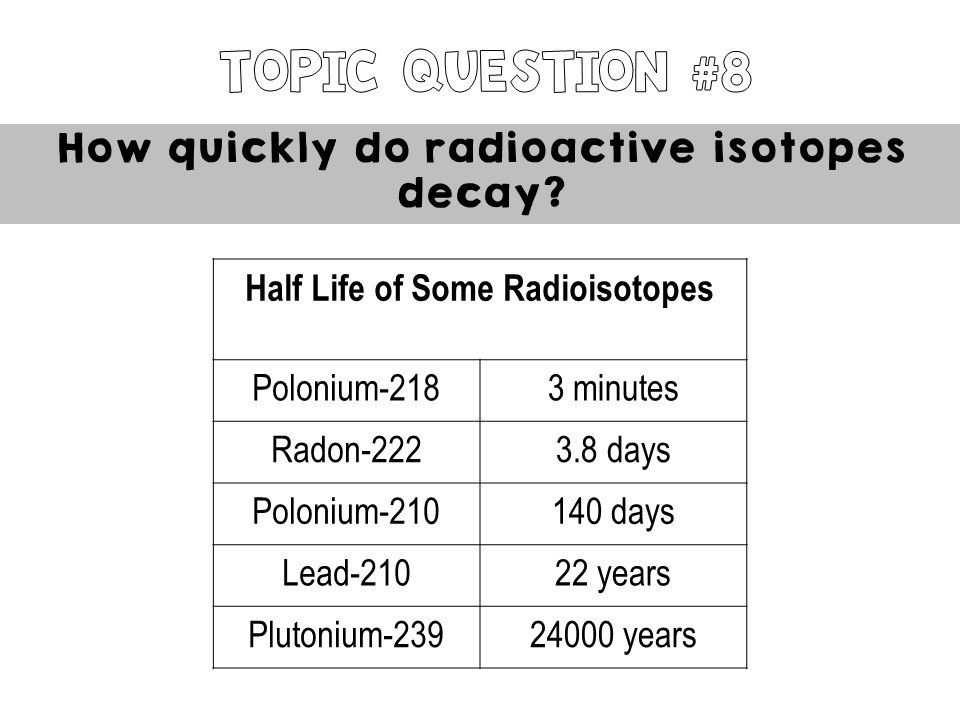 TOPIC QUESTION #8
How quickly do radioactive isotopes
decay?
Half Life of Some Radioisotopes
Polonium-218 3 minutes
Radon-222 3.8 days
Polonium-210 140 days
Lead-210 22 years
Plutonium-239 24000 years